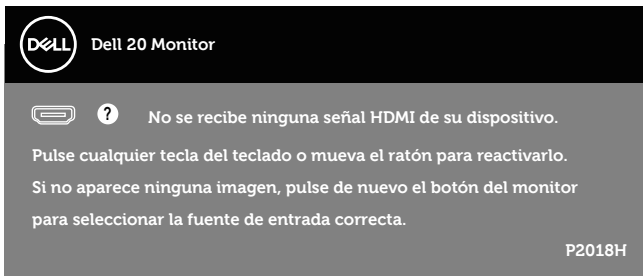 DELL Dell 20 Monitor
? No se recibe ninguna señal HDMI de su dispositivo.
Pulse cualquier tecla del teclado o mueva el ratón para reactivarlo.
Si no aparece ninguna imagen, pulse de nuevo el botón del monitor
para seleccionar la fuente de entrada correcta.
P2018H